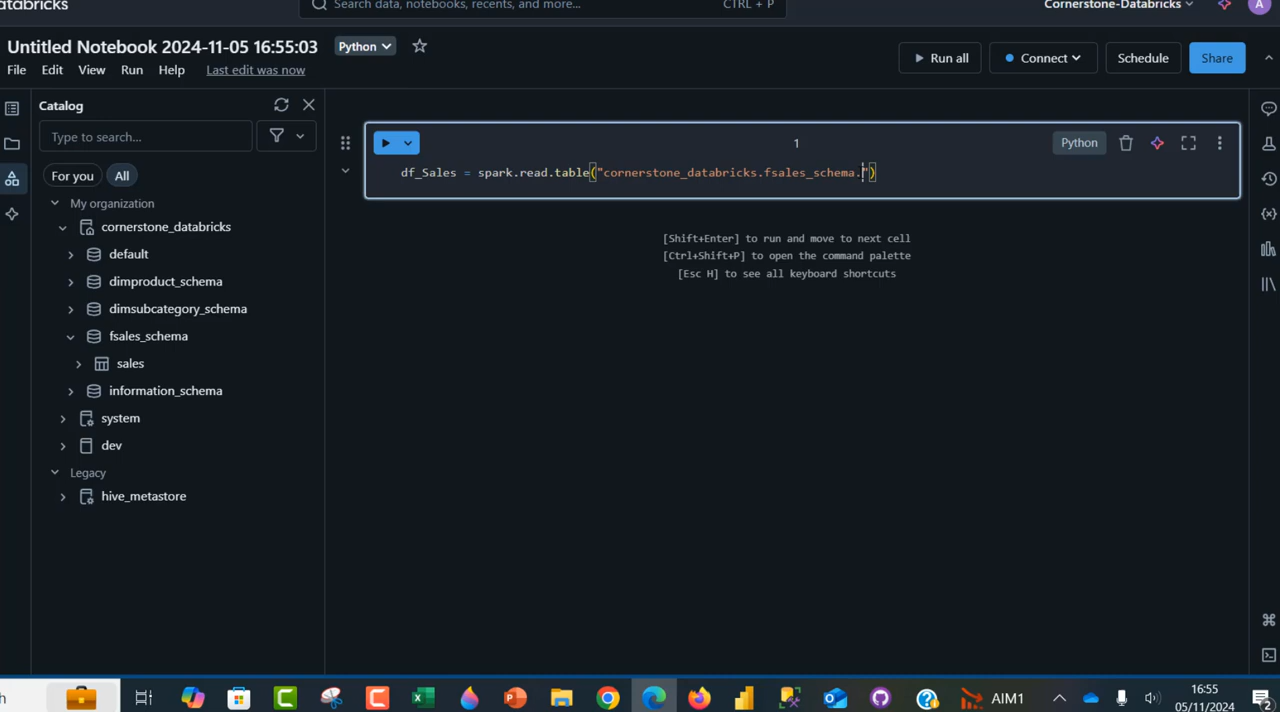 atabricks
Search data, notebooks, recents, and more...
CTRL + P
Cornerstone-Databricks
A
Untitled Notebook 2024-11-05 16:55:03
Python
File Edit View Run Help Last edit was now
Run all
Connect
Schedule
Share
Catalog
Type to search...
For you
All
My organization
cornerstone_databricks
default
dimproduct_schema
dimsubcategory_schema
fsales_schema
sales
information_schema
system
dev
Legacy
hive_metastore
1
Python
df_Sales = spark.read.table("cornerstone_databricks.fsales_schema.")
[Shift+Enter] to run and move to next cell
[Ctrl+Shift+P] to open the command palette
[Esc H] to see all keyboard shortcuts
h
AIM1
16:55
05/11/2024
2